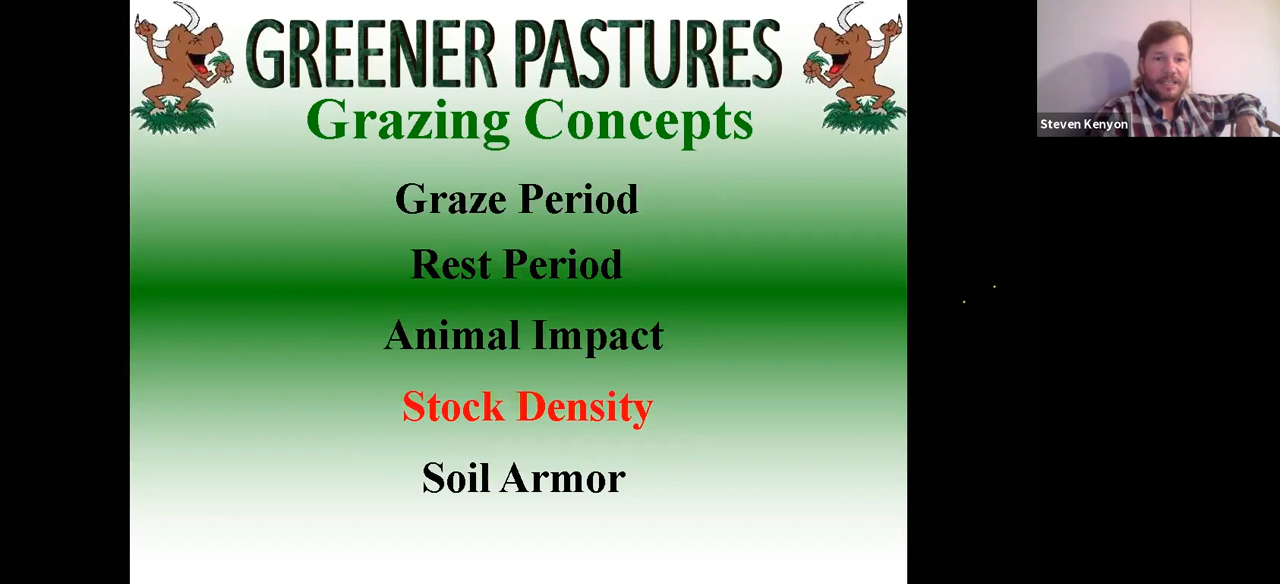 GREENER PASTURES
Grazing Concepts
Graze Period
Rest Period
Animal Impact
Stock Density
Soil Armor
Steven Kenyon